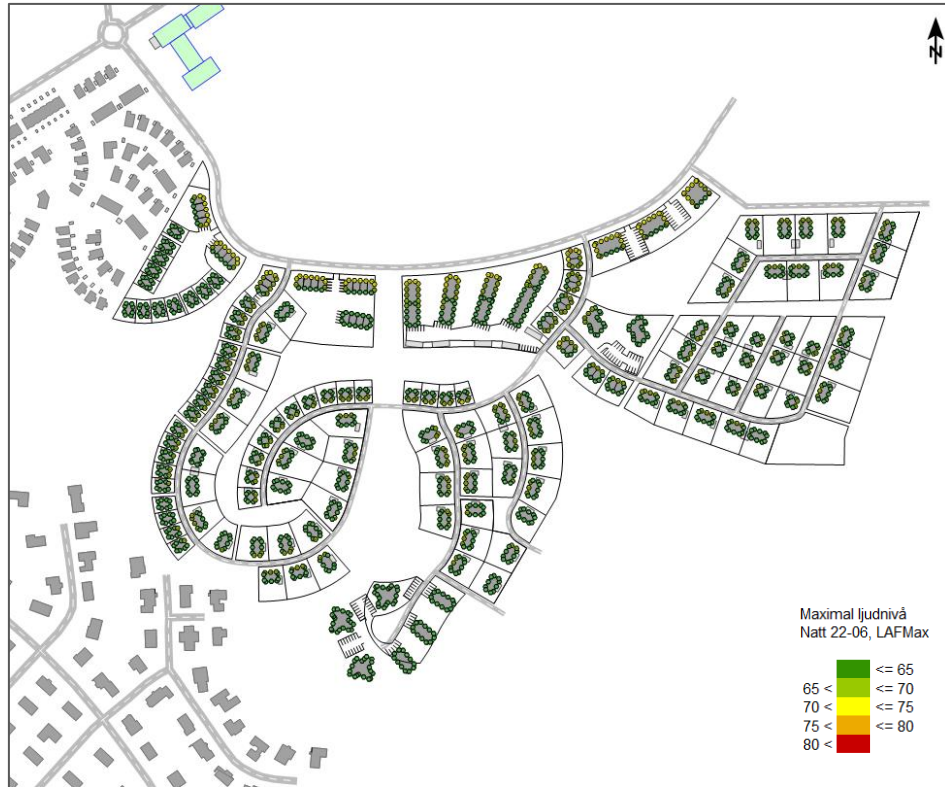 N
Maximal ljudnivå
Natt 22-06, LAFMax
<= 65
65 < <= 70
70 < <= 75
75 < <= 80
80 <